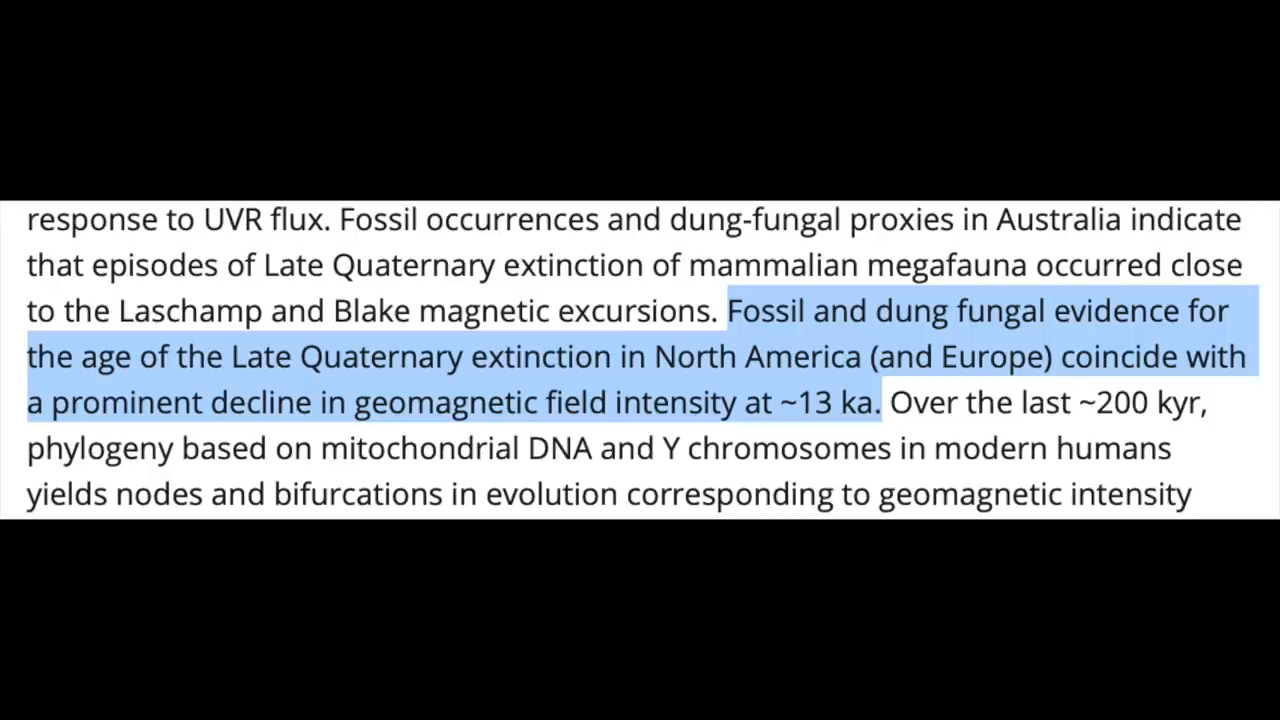 response to UVR flux. Fossil occurrences and dung-fungal proxies in Australia indicate
that episodes of Late Quaternary extinction of mammalian megafauna occurred close
to the Laschamp and Blake magnetic excursions. Fossil and dung fungal evidence for
the age of the Late Quaternary extinction in North America (and Europe) coincide with
a prominent decline in geomagnetic field intensity at ~13 ka. Over the last ~200 kyr,
phylogeny based on mitochondrial DNA and Y chromosomes in modern humans
yields nodes and bifurcations in evolution corresponding to geomagnetic intensity